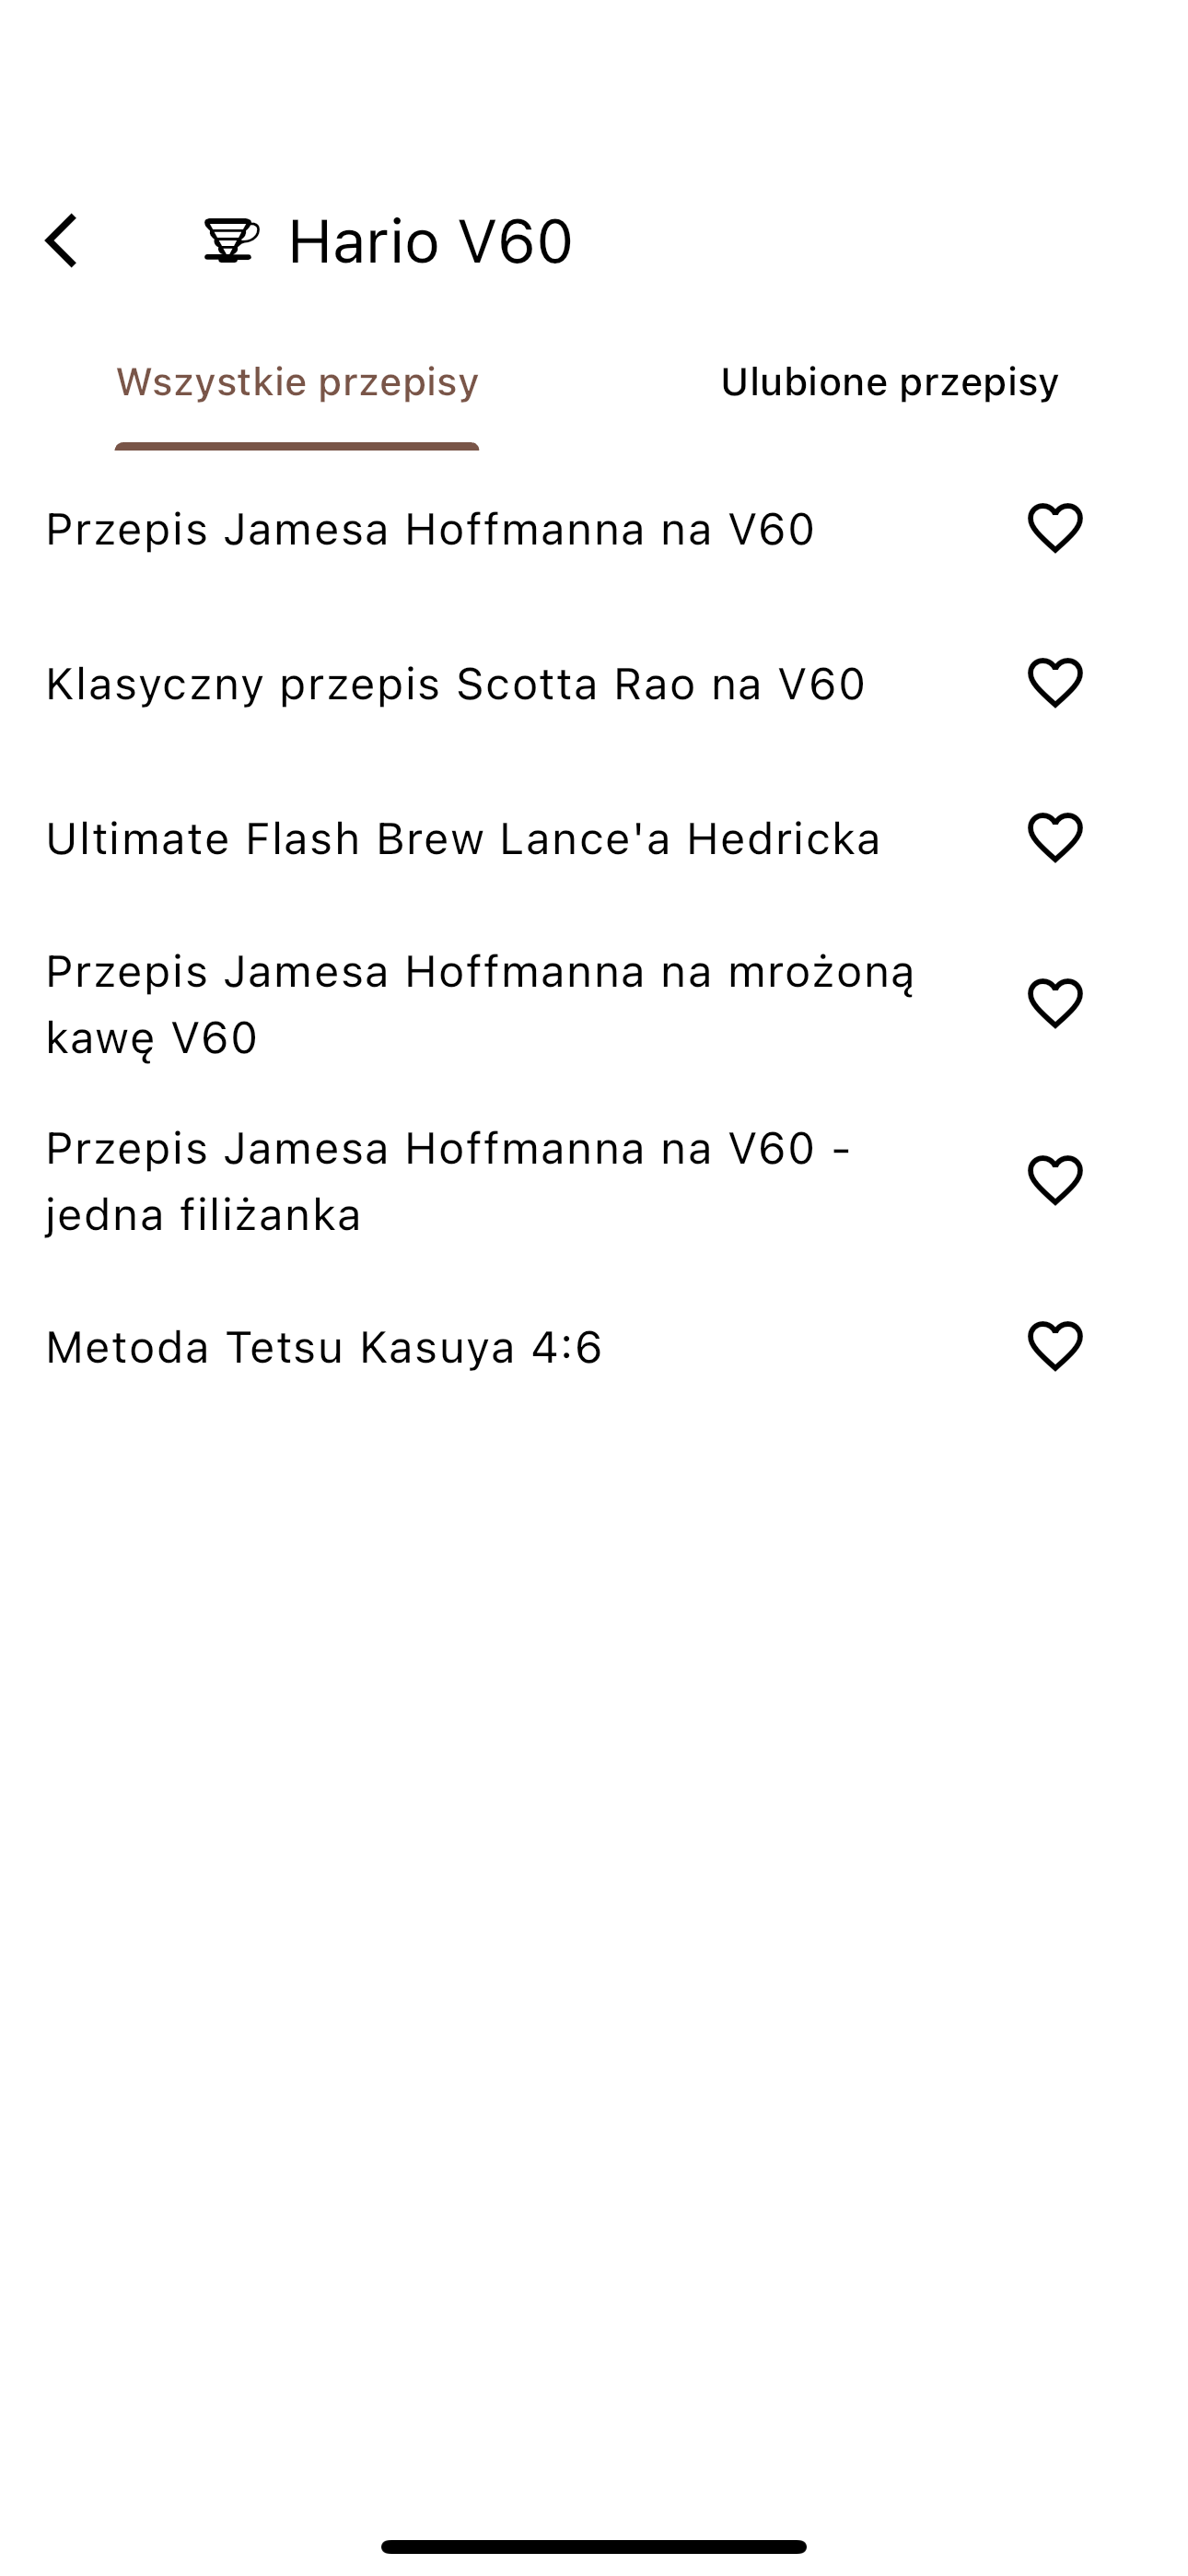 Hario V60
Wszystkie przepisy
Ulubione przepisy
Przepis Jamesa Hoffmanna na V60
Klasyczny przepis Scotta Rao na V60
Ultimate Flash Brew Lance'a Hedricka
Przepis Jamesa Hoffmanna na mrożoną
kawę V60
Przepis Jamesa Hoffmanna na V60 -
jedna filiżanka
Metoda Tetsu Kasuya 4:6